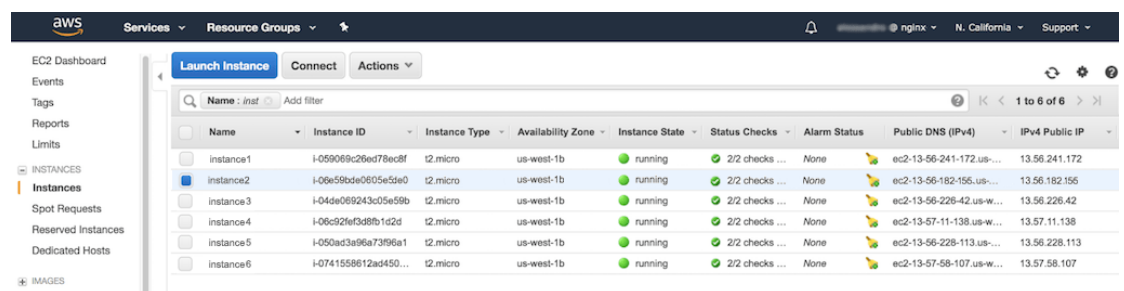 aws Services Resource Groups @ nginx N. California Support
EC2 Dashboard
Events
Tags
Reports
Limits
INSTANCES
Instances
Spot Requests
Reserved Instances
Dedicated Hosts
IMAGES
Launch Instance Connect Actions
Name : inst Add filter 1 to 6 of 6
Name Instance ID Instance Type Availability Zone Instance State Status Checks Alarm Status Public DNS (IPv4) IPv4 Public IP
instance1 i-059069c26ed78ec8f t2.micro us-west-1b running 2/2 checks ... None ec2-13-56-241-172.us-... 13.56.241.172
instance2 i-06e59bde0605e5de0 t2.micro us-west-1b running 2/2 checks ... None ec2-13-56-182-155.us-... 13.56.182.155
instance3 i-04de069243c05e59b t2.micro us-west-1b running 2/2 checks ... None ec2-13-56-226-42.us-w... 13.56.226.42
instance4 i-06c92fef3d8fb1d2d t2.micro us-west-1b running 2/2 checks ... None ec2-13-57-11-138.us-w... 13.57.11.138
instance5 i-050ad3a96a73f96a1 t2.micro us-west-1b running 2/2 checks ... None ec2-13-56-228-113.us-... 13.56.228.113
instance6 i-0741558612ad450... t2.micro us-west-1b running 2/2 checks ... None ec2-13-57-58-107.us-w... 13.57.58.107